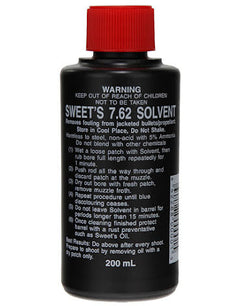 WARNING
KEEP OUT OF REACH OF CHILDREN
NOT TO BE TAKEN
SWEET'S 7.62 SOLVENT
Removes fouling from jacketed bullets/propellant.
Store in Cool Place, Do Not Shake.
Harmless to steel, non-acid with 5% Ammonia
Do not blend with other chemicals
1) Wet a loose patch with Solvent, then
rub bore full length repeatedly for 1
minute.
2) Push rod all the way through and
discard patch at the muzzle.
3) Dry out bore with fresh patch,
remove muzzle froth.
4) Repeat procedure until blue
discolouring ceases.
5) Do not leave Solvent in barrel for
periods longer than 15 minutes.
6) Once cleaning finished protect
barrel with a rust preventative
such as Sweet's Oil.
Best Results: Do above after every shoot.
Prepare to shoot by removing all oil with a
dry patch only.
200 mL